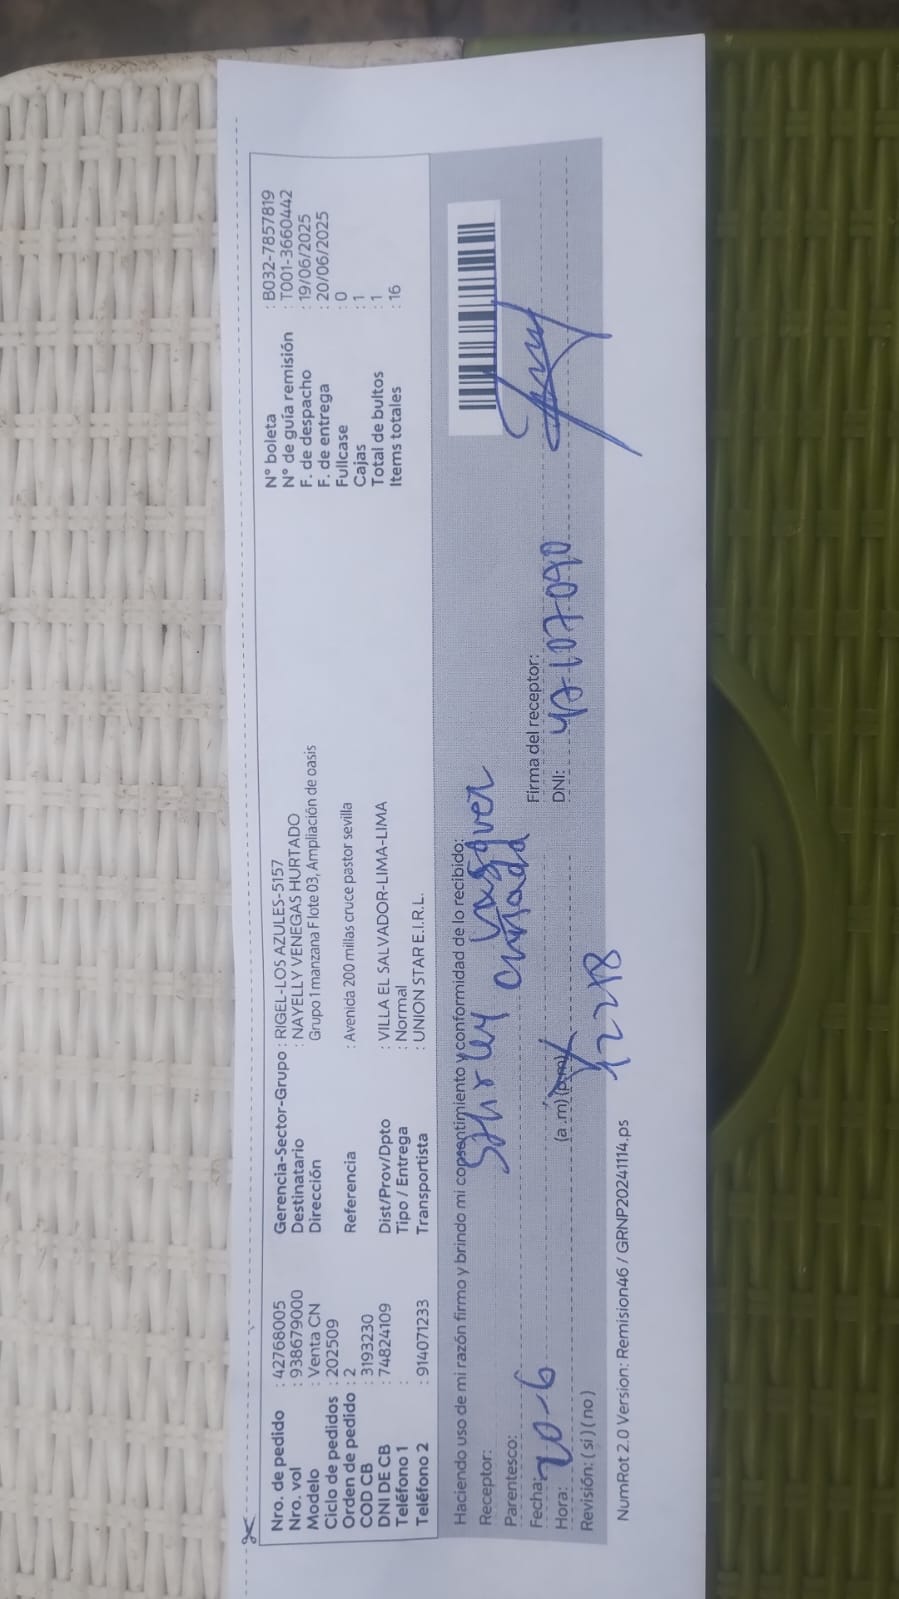 Nro. de pedido : 42768005
Nro. vol : 938679000
Modelo : Venta CN
Ciclo de pedidos : 202509
Orden de pedido : 2
COD CB : 3193230
DNI DE CB : 74824109
Teléfono 1 :
Teléfono 2 : 914071233
Gerencia-Sector-Grupo : RIGEL-LOS AZULES-5157
Destinatario : NAYELLY VENEGAS HURTADO
Dirección Grupo 1 manzana F lote 03, Ampliación de oasis
Referencia : Avenida 200 millas cruce pastor sevilla
Dist/Prov/Dpto : VILLA EL SALVADOR-LIMA-LIMA
Tipo / Entrega : Normal
Transportista : UNION STAR E.I.R.L.
N° boleta : B032-7857819
N° de guía remisión : T001-3660442
F. de despacho : 19/06/2025
F. de entrega : 20/06/2025
Fullcase : 0
Cajas : 1
Total de bultos : 1
Items totales : 16
Haciendo uso de mi razón firmo y brindo mi consentimiento y conformidad de lo recibido:
Receptor: Shirley Vasquez
Parentesco: cuñada
Fecha: 20-6
Firma del receptor:
Hora: (a.m) (p.m)
DNI: 47107090
Revisión: ( si ) ( no )
NumRot 2.0 Version: Remision46 / GRNP20241114.ps